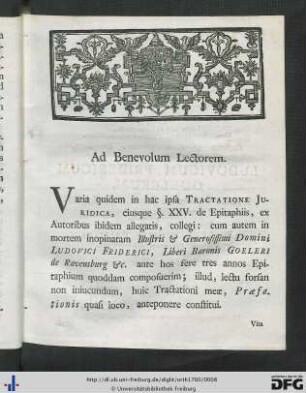 Ad Benevolum Lectorem.
Varia quidem in hac ipsa TRACTATIONE JU-
RIDICA, ejusque §. XXV. de Epitaphiis, ex
Autoribus ibidem allegatis, collegi: cum autem in
mortem inopinatam Illustris & Generosissimi Domini
LUDOVICI FRIDERICI, Liberi Baronis GOELERI
de Ravensburg &c. ante hos fere tres annos Epi-
taphium quoddam composuerim; illud, lectu forsan
non iniucundum, huic Tractationi meæ, Præfa-
tionis quasi loco, anteponere constitui.
Vita
http://dl.ub.uni-freiburg.de/diglit/orth1760/0008
© Universitätsbibliothek Freiburg